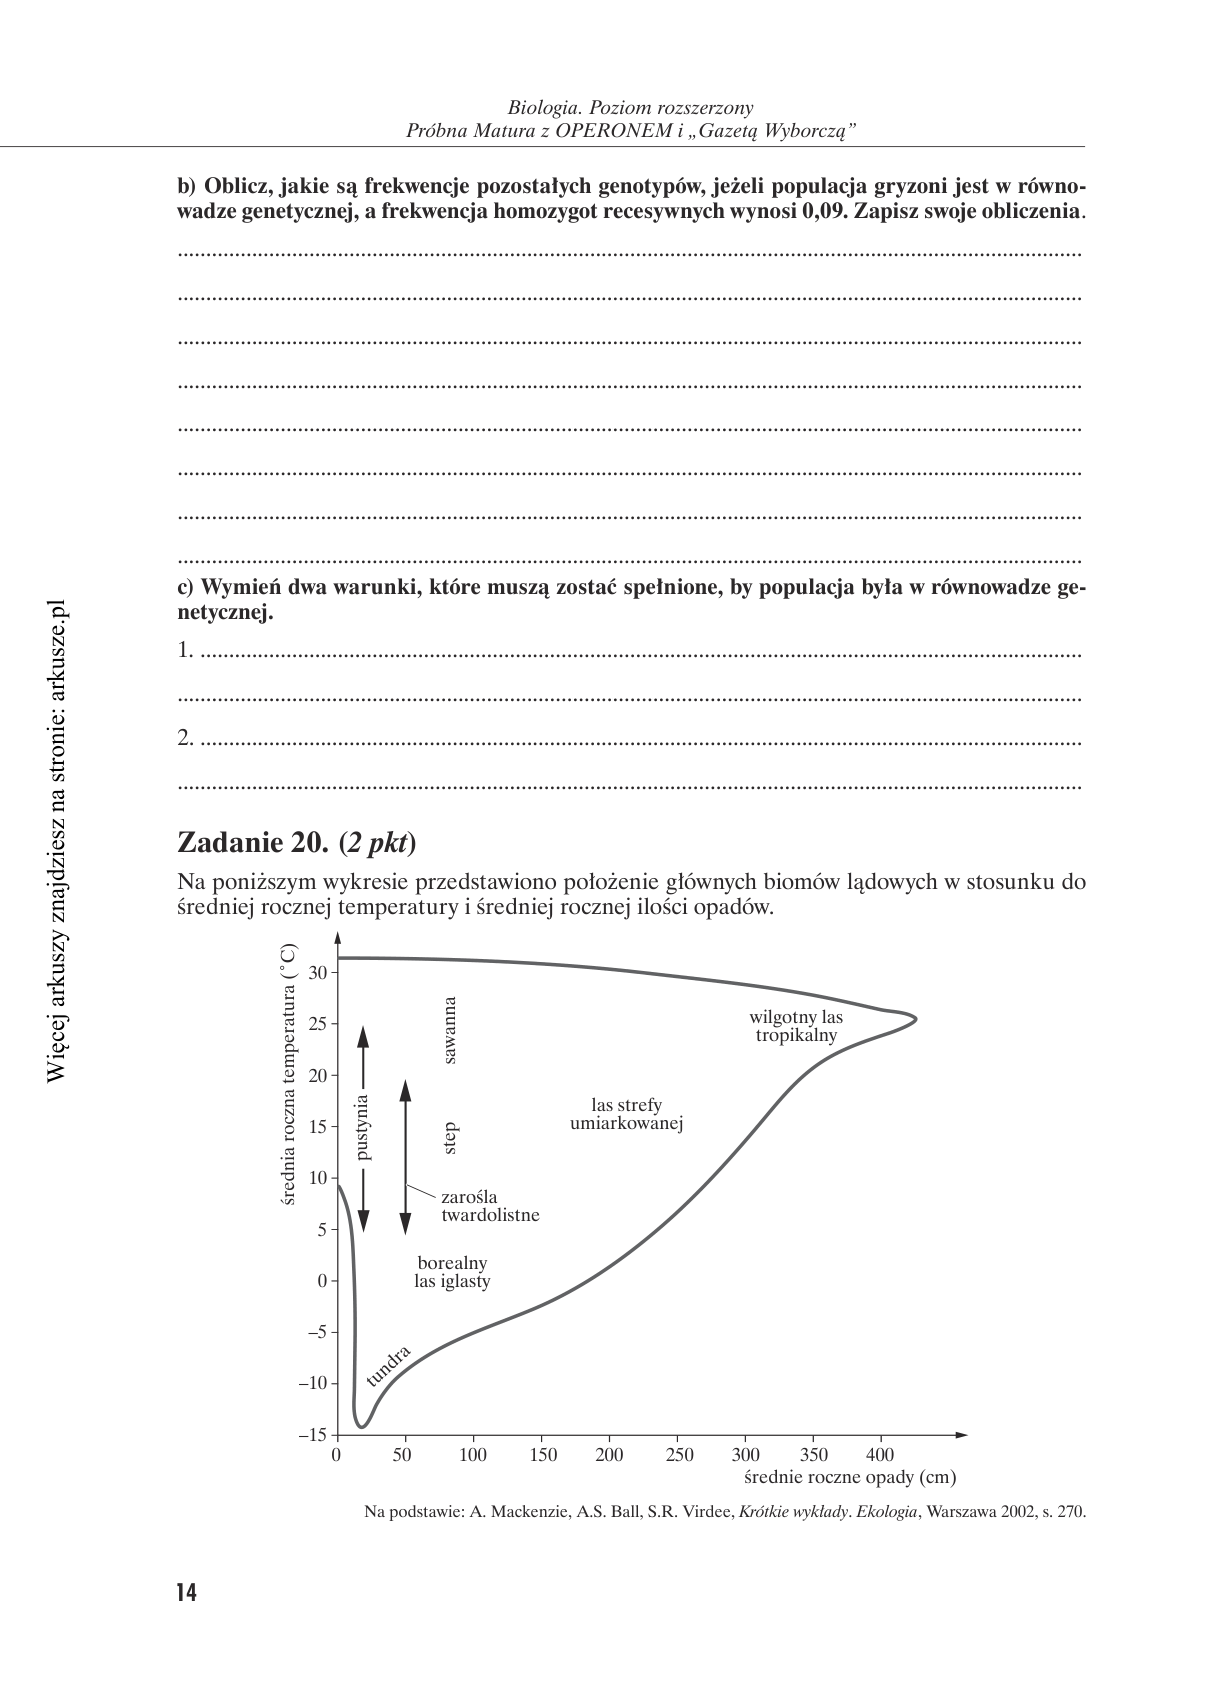 Biologia. Poziom rozszerzony
Próbna Matura z OPERONEM i „Gazetą Wyborczą”
b) Oblicz, jakie są frekwencje pozostałych genotypów, jeżeli populacja gryzoni jest w równo-
wadze genetycznej, a frekwencja homozygot recesywnych wynosi 0,09. Zapisz swoje obliczenia.
c) Wymień dwa warunki, które muszą zostać spełnione, by populacja była w równowadze ge-
netycznej.
1.
2.
Zadanie 20. (2 pkt)
Na poniższym wykresie przedstawiono położenie głównych biomów lądowych w stosunku do
średniej rocznej temperatury i średniej rocznej ilości opadów.
średnia roczna temperatura (˚C)
30
25
20
15
10
5
0
–5
–10
–15
pustynia
sawanna
step
zarośla
twardolistne
borealny
las iglasty
tundra
las strefy
umiarkowanej
wilgotny las
tropikalny
0 50 100 150 200 250 300 350 400
średnie roczne opady (cm)
Na podstawie: A. Mackenzie, A.S. Ball, S.R. Virdee, Krótkie wykłady. Ekologia, Warszawa 2002, s. 270.
14
Więcej arkuszy znajdziesz na stronie: arkusze.pl